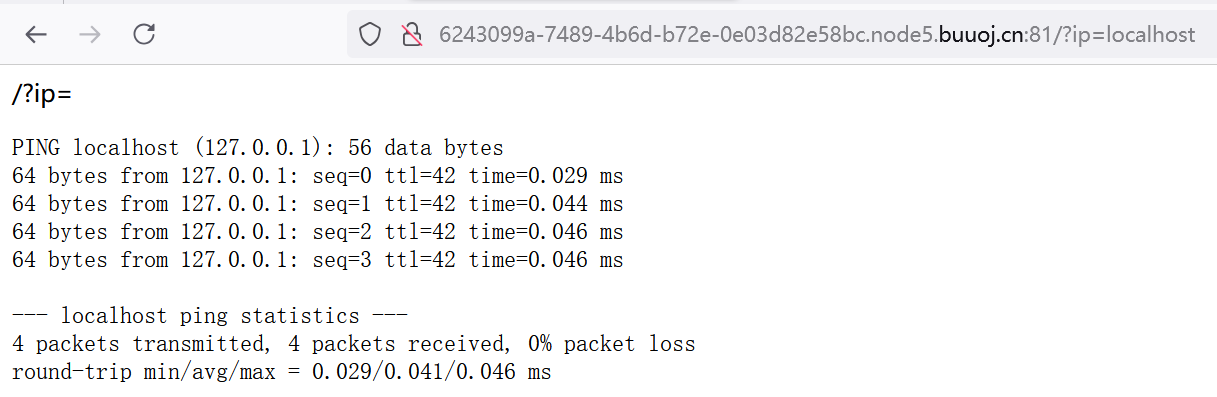 6243099a-7489-4b6d-b72e-0e03d82e58bc.node5.buuoj.cn:81/?ip=localhost
/?ip=
PING localhost (127.0.0.1): 56 data bytes
64 bytes from 127.0.0.1: seq=0 ttl=42 time=0.029 ms
64 bytes from 127.0.0.1: seq=1 ttl=42 time=0.044 ms
64 bytes from 127.0.0.1: seq=2 ttl=42 time=0.046 ms
64 bytes from 127.0.0.1: seq=3 ttl=42 time=0.046 ms
--- localhost ping statistics ---
4 packets transmitted, 4 packets received, 0% packet loss
round-trip min/avg/max = 0.029/0.041/0.046 ms